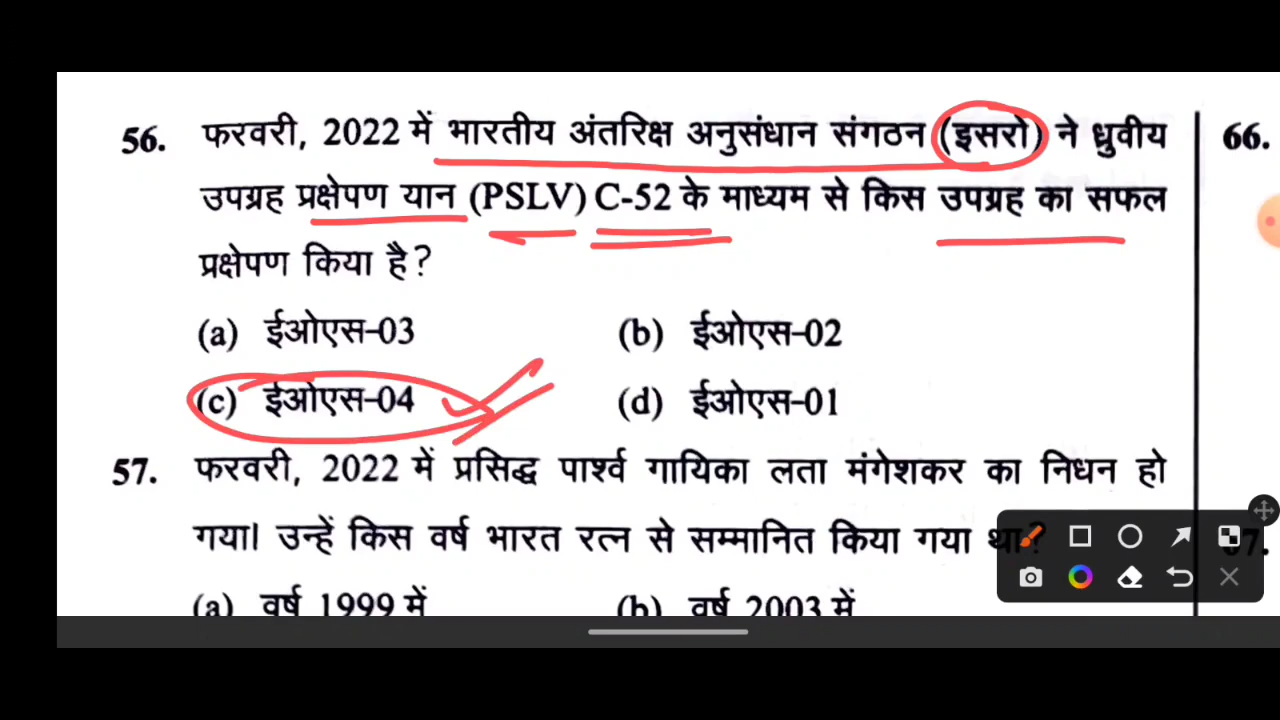 56. फरवरी, 2022 में भारतीय अंतरिक्ष अनुसंधान संगठन (इसरो) ने ध्रुवीय
उपग्रह प्रक्षेपण यान (PSLV) C-52 के माध्यम से किस उपग्रह का सफल
प्रक्षेपण किया है?
(a) ईओएस-03 (b) ईओएस-02
(c) ईओएस-04 (d) ईओएस-01
57. फरवरी, 2022 में प्रसिद्ध पार्श्व गायिका लता मंगेशकर का निधन हो
गया। उन्हें किस वर्ष भारत रत्न से सम्मानित किया गया था?
(a) वर्ष 1999 में (b) वर्ष 2003 में
66.
67.